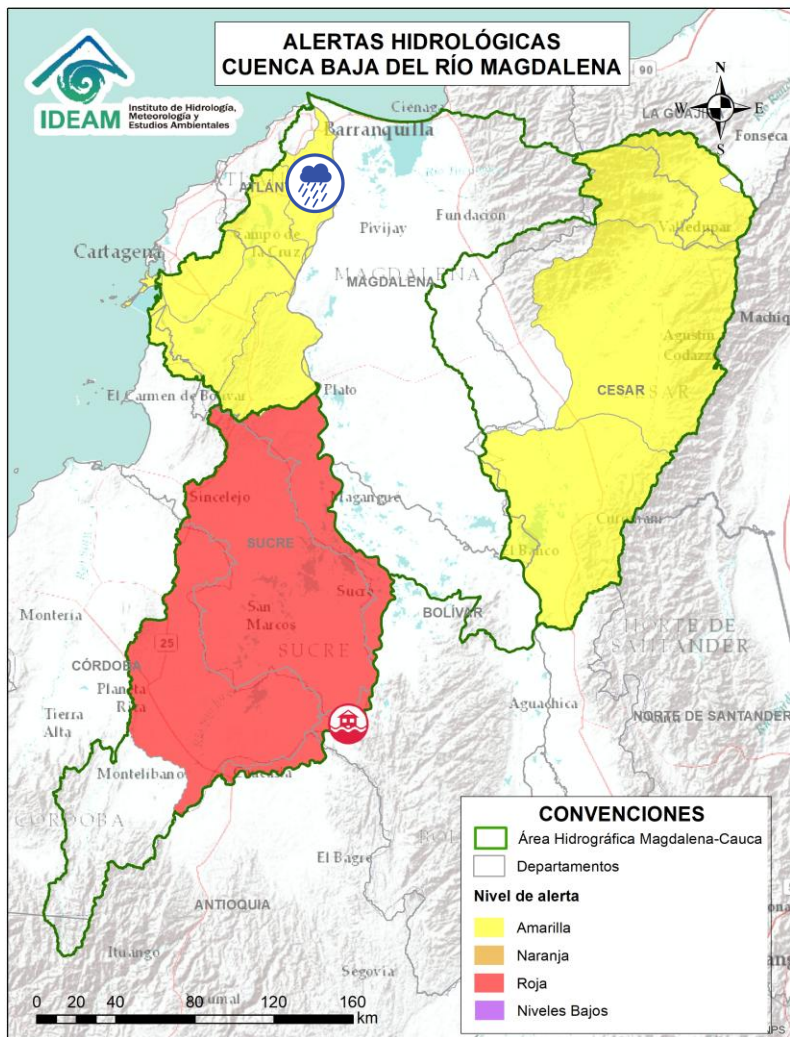 ALERTAS HIDROLÓGICAS
CUENCA BAJA DEL RÍO MAGDALENA
IDEAM
Instituto de Hidrología,
Meteorología y
Estudios Ambientales
N
W
E
S
90
Ciénaga
LA GUAJIRA
Barranquilla
Fonseca
Pivijay
Fundación
Valledupar
Campo de
la Cruz
Cartagena
MAGDALENA
MAGDALENA
Machiq
Agustín
Codazzi
CESAR
El Carmen de Bolívar
Plato
Sincelejo
Magangue
SUCRE
El Banco
Sucre
BOLÍVAR
San
Marcos
Montería
NORTE DE
SANTANDER
SUCRE
25
CÓRDOBA
Planeta
Rica
Aguachica
Tierra
Alta
NORTE DE SANTANDER
Montelibano
CÓRDOBA
El Bagre
ANTIOQUIA
Ituango
Segovia
CONVENCIONES
Área Hidrográfica Magdalena-Cauca
Departamentos
Nivel de alerta
Amarilla
Naranja
Roja
Niveles Bajos
0 20 40 80 120 160
km